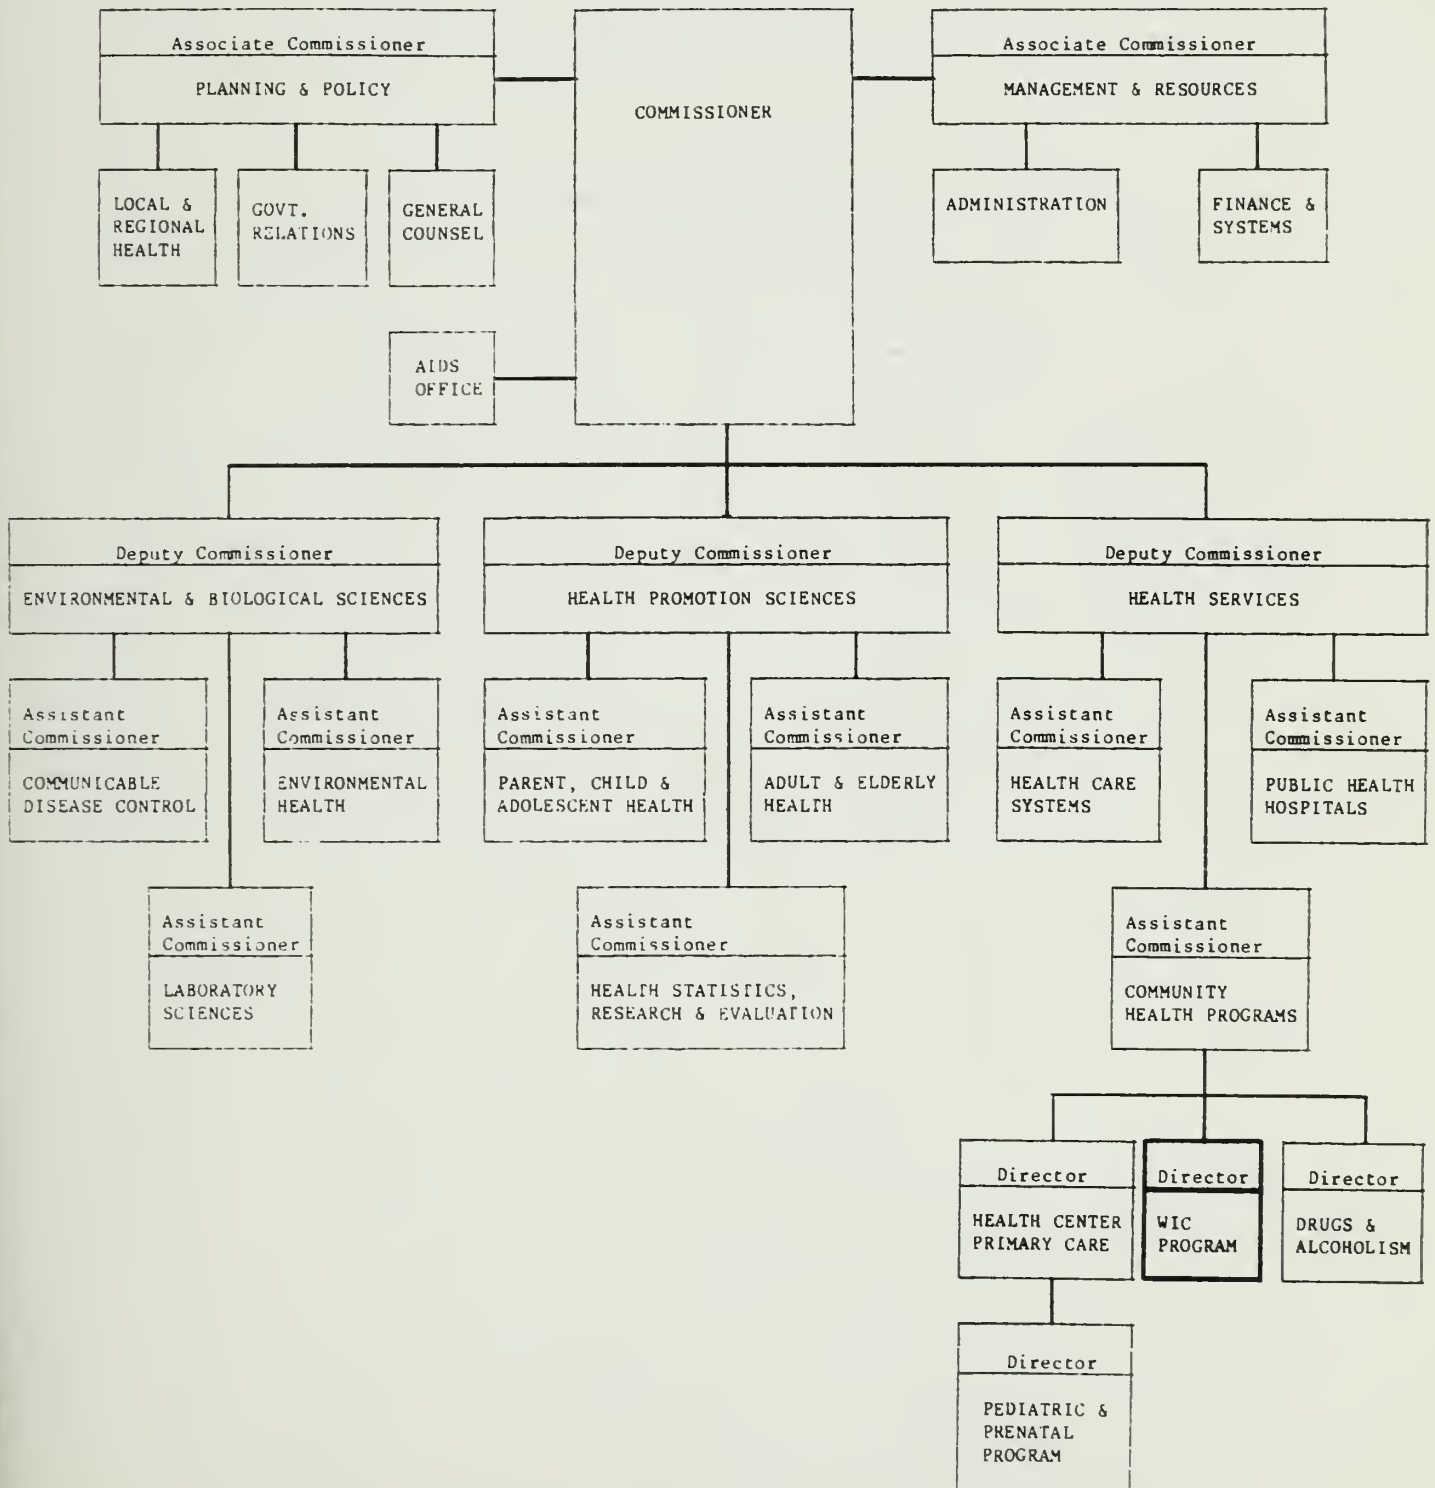 Associate Commissioner
PLANNING & POLICY
COMMISSIONER
Associate Commissioner
MANAGEMENT & RESOURCES
LOCAL &
REGIONAL
HEALTH
GOVT.
RELATIONS
GENERAL
COUNSEL
ADMINISTRATION
FINANCE &
SYSTEMS
AIDS
OFFICE
Deputy Commissioner
ENVIRONMENTAL & BIOLOGICAL SCIENCES
Deputy Commissioner
HEALTH PROMOTION SCIENCES
Deputy Commissioner
HEALTH SERVICES
Assistant
Commissioner
COMMUNICABLE
DISEASE CONTROL
Assistant
Commissioner
ENVIRONMENTAL
HEALTH
Assistant
Commissioner
PARENT, CHILD &
ADOLESCENT HEALTH
Assistant
Commissioner
ADULT & ELDERLY
HEALTH
Assistant
Commissioner
HEALTH CARE
SYSTEMS
Assistant
Commissioner
PUBLIC HEALTH
HOSPITALS
Assistant
Commissioner
LABORATORY
SCIENCES
Assistant
Commissioner
HEALTH STATISTICS,
RESEARCH & EVALUATION
Assistant
Commissioner
COMMUNITY
HEALTH PROGRAMS
Director
HEALTH CENTER
PRIMARY CARE
Director
WIC
PROGRAM
Director
DRUGS &
ALCOHOLISM
Director
PEDIATRIC &
PRENATAL
PROGRAM